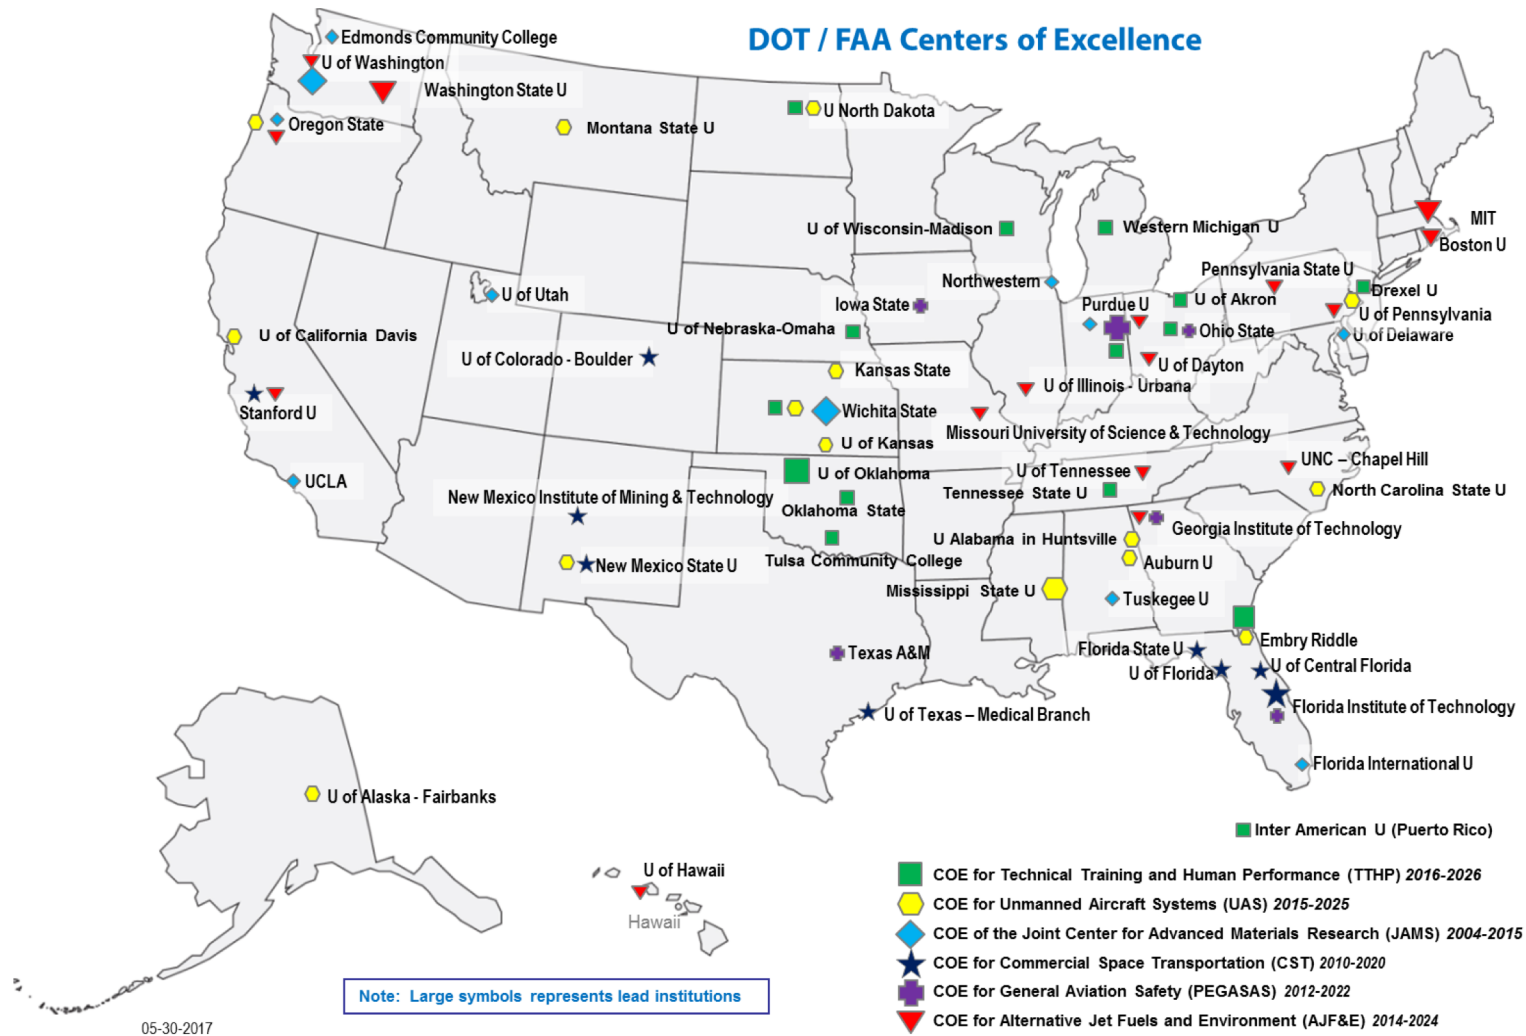 DOT / FAA Centers of Excellence
Edmonds Community College
U of Washington
Washington State U
Oregon State
Montana State U
U North Dakota
U of Wisconsin-Madison
Western Michigan U
MIT
Boston U
Pennsylvania State U
Northwestern
U of Utah
Iowa State
Purdue U
U of Akron
Drexel U
U of Pennsylvania
U of California Davis
U of Nebraska-Omaha
Ohio State
U of Delaware
U of Colorado - Boulder
Kansas State
U of Dayton
U of Illinois - Urbana
Stanford U
Wichita State
Missouri University of Science & Technology
U of Kansas
UCLA
U of Oklahoma
U of Tennessee
UNC – Chapel Hill
New Mexico Institute of Mining & Technology
Tennessee State U
North Carolina State U
Oklahoma State
Georgia Institute of Technology
U Alabama in Huntsville
New Mexico State U
Tulsa Community College
Auburn U
Mississippi State U
Tuskegee U
Texas A&M
Florida State U
Embry Riddle
U of Florida
U of Central Florida
U of Texas – Medical Branch
Florida Institute of Technology
Florida International U
U of Alaska - Fairbanks
Inter American U (Puerto Rico)
U of Hawaii
Hawaii
COE for Technical Training and Human Performance (TTHP) 2016-2026
COE for Unmanned Aircraft Systems (UAS) 2015-2025
COE of the Joint Center for Advanced Materials Research (JAMS) 2004-2015
COE for Commercial Space Transportation (CST) 2010-2020
COE for General Aviation Safety (PEGASAS) 2012-2022
COE for Alternative Jet Fuels and Environment (AJF&E) 2014-2024
Note: Large symbols represents lead institutions
05-30-2017